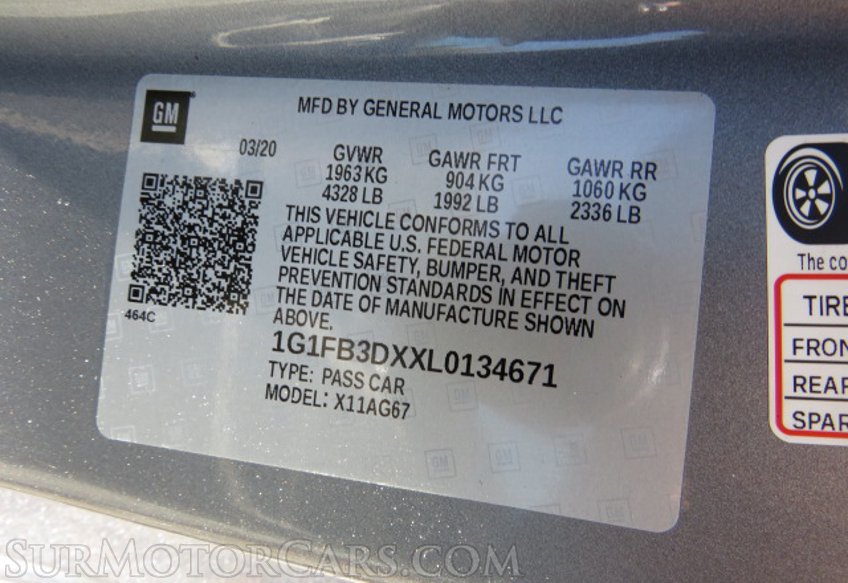 GM
MFD BY GENERAL MOTORS LLC
03/20
GVWR GAWR FRT GAWR RR
1963 KG 904 KG 1060 KG
4328 LB 1992 LB 2336 LB
THIS VEHICLE CONFORMS TO ALL
APPLICABLE U.S. FEDERAL MOTOR
VEHICLE SAFETY, BUMPER, AND THEFT
PREVENTION STANDARDS IN EFFECT ON
THE DATE OF MANUFACTURE SHOWN
ABOVE.
464C
1G1FB3DXXL0134671
TYPE: PASS CAR
MODEL: X11AG67
The co
TIRE
FRON
REAR
SPAR
SURMOTORCARS.COM